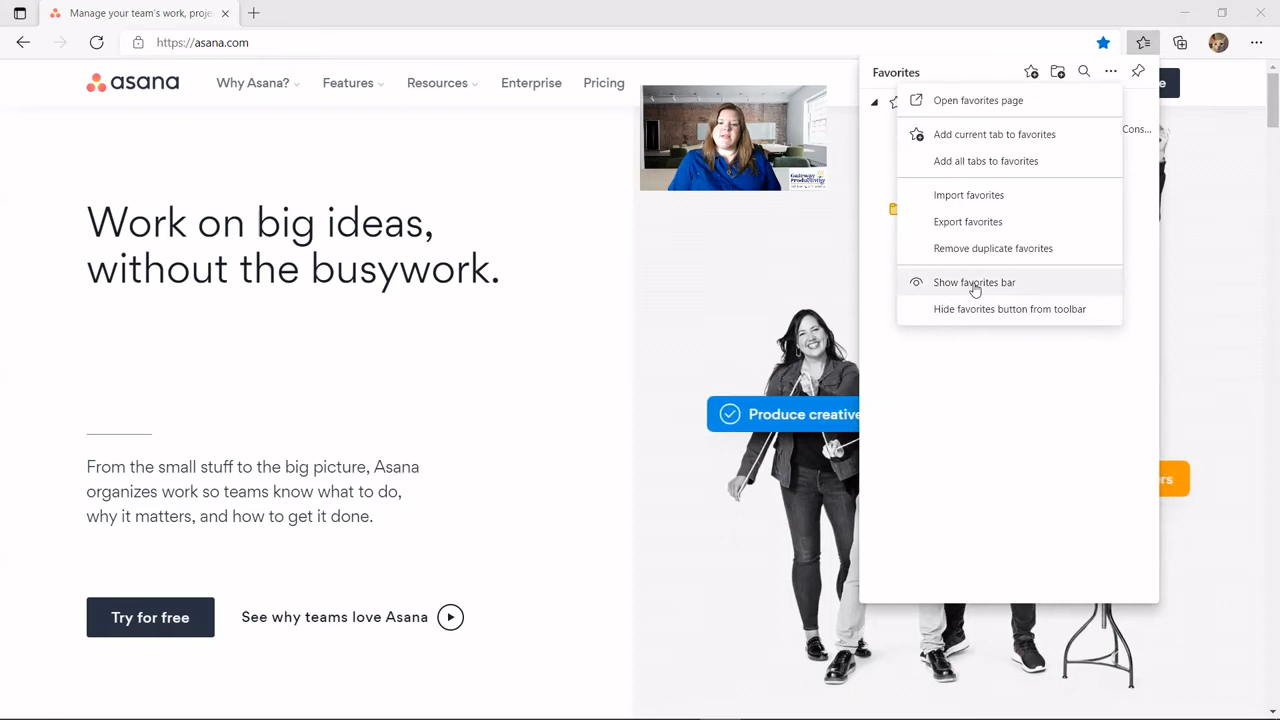 Manage your team's work, proje
https://asana.com
asana
Why Asana?
Features
Resources
Enterprise
Pricing
e
Favorites
Open favorites page
Add current tab to favorites
Cons...
Add all tabs to favorites
Import favorites
Export favorites
Remove duplicate favorites
Show favorites bar
Hide favorites button from toolbar
Gateway
Productivity
Work on big ideas,
without the busywork.
Produce creative
rs
From the small stuff to the big picture, Asana
organizes work so teams know what to do,
why it matters, and how to get it done.
Try for free
See why teams love Asana